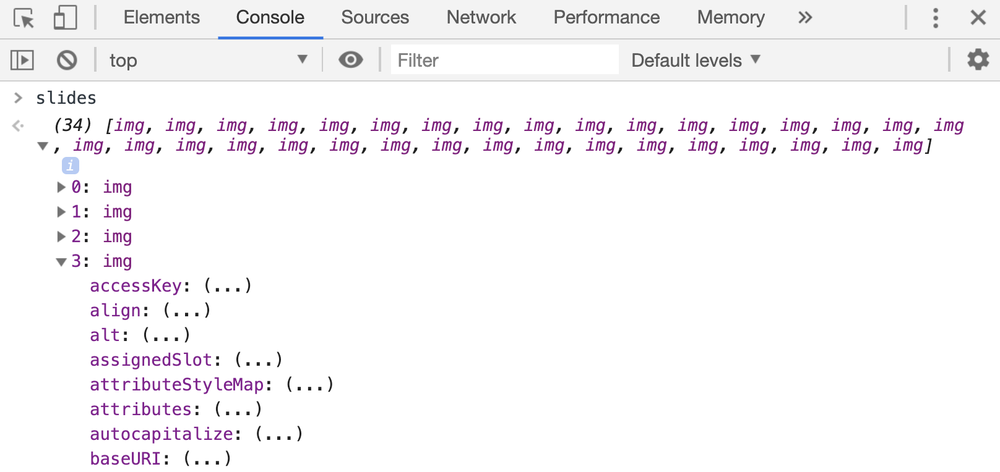 Elements Console Sources Network Performance Memory »
top ▼ Filter Default levels ▼
> slides
(34) [img, img, img, img, img, img, img, img, img, img, img, img, img, img, img, img, img
, img, img, img, img, img, img, img, img, img, img, img, img, img, img, img, img, img]
i
0: img
1: img
2: img
3: img
accessKey: (...)
align: (...)
alt: (...)
assignedSlot: (...)
attributeStyleMap: (...)
attributes: (...)
autocapitalize: (...)
baseURI: (...)